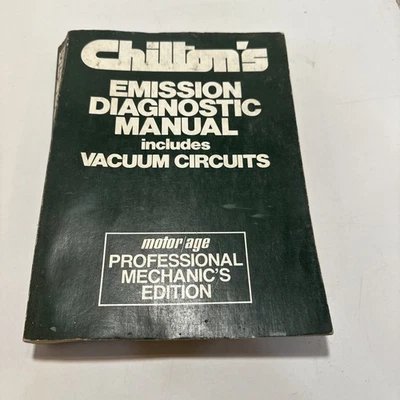 Chilton's
EMISSION
DIAGNOSTIC
MANUAL
includes
VACUUM CIRCUITS
motor/age
PROFESSIONAL
MECHANIC'S
EDITION